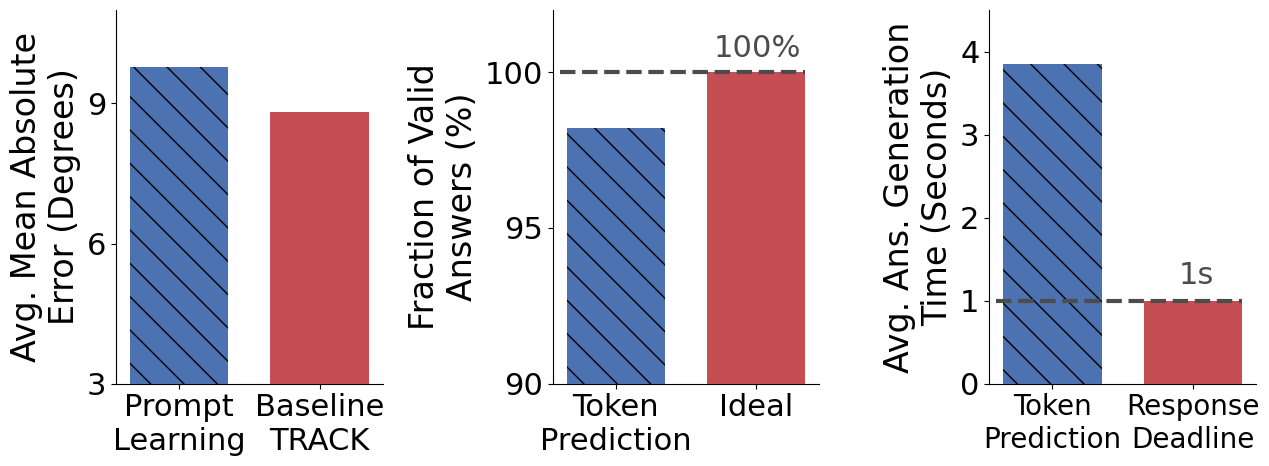 Avg. Mean Absolute
Error (Degrees)
9
6
3
Prompt
Learning
Baseline
TRACK
Fraction of Valid
Answers (%)
100
95
90
100%
Token
Prediction
Ideal
Avg. Ans. Generation
Time (Seconds)
4
3
2
1
0
1s
Token
Prediction
Response
Deadline